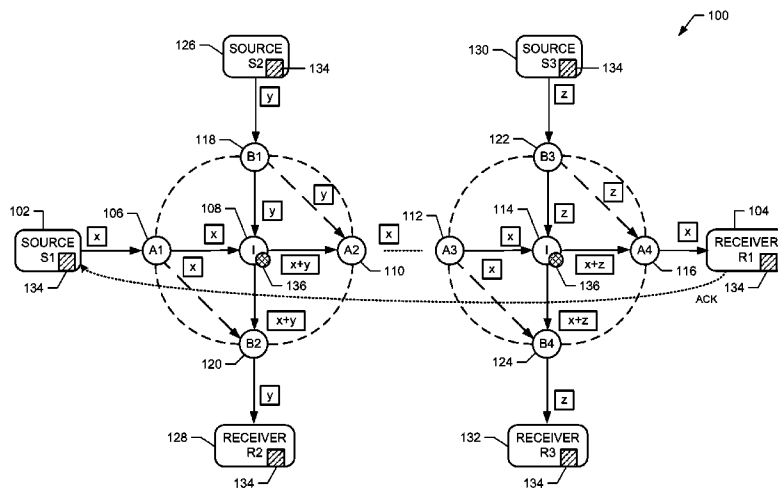 100
126
SOURCE
S2
134
130
SOURCE
S3
134
y
z
118
B1
122
B3
y
z
102
106
108
y
112
114
z
104
SOURCE
S1
134
x
A1
x
I
136
x+y
A2
110
x
A3
x
I
136
x+z
A4
116
x
RECEIVER
R1
134
x
x
ACK
x+y
x+z
120
B2
124
B4
y
z
128
RECEIVER
R2
134
132
RECEIVER
R3
134